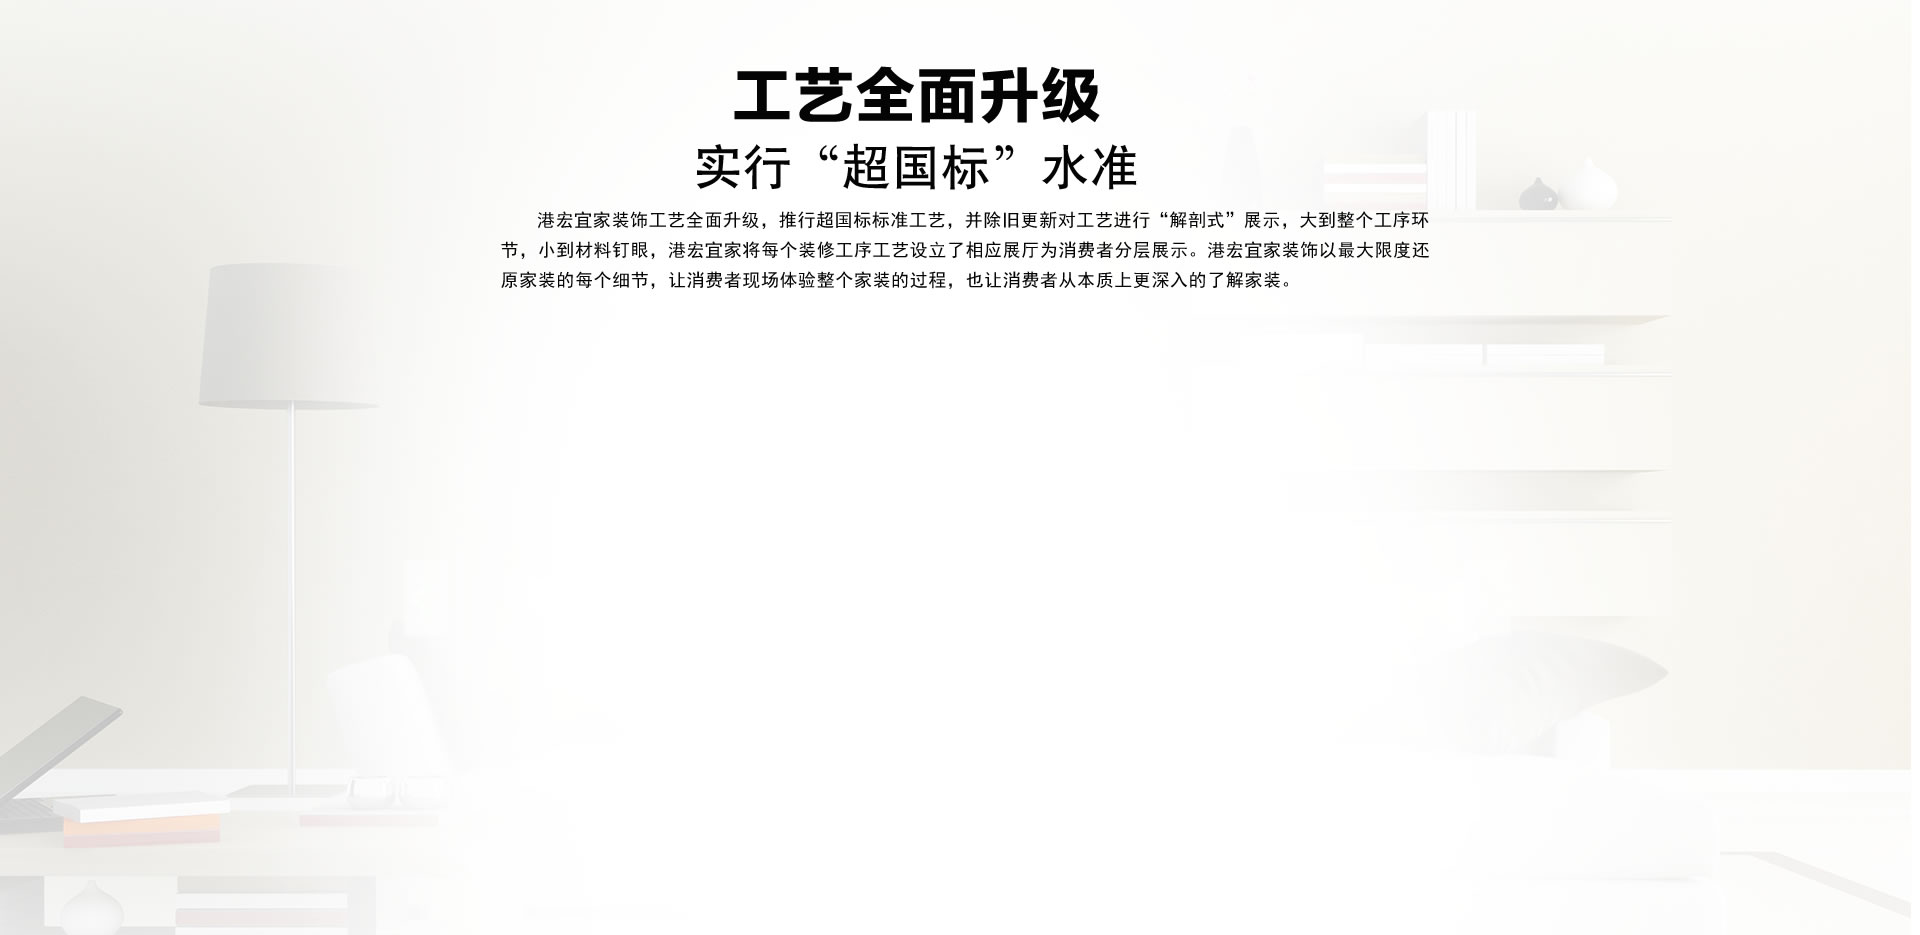 工艺全面升级
实行“超国标”水准
港宏宜家装饰工艺全面升级，推行超国标标准工艺，并除旧更新对工艺进行“解剖式”展示，大到整个工序环
节，小到材料钉眼，港宏宜家将每个装修工序工艺设立了相应展厅为消费者分层展示。港宏宜家装饰以最大限度还
原家装的每个细节，让消费者现场体验整个家装的过程，也让消费者从本质上更深入的了解家装。